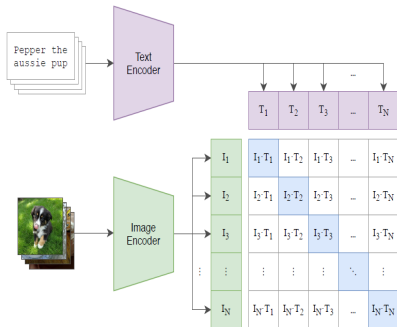 Pepper the
aussie pup
Text
Encoder
...
T1 T2 T3 ... TN
I1 I1·T1 I1·T2 I1·T3 ... I1·TN
I2 I2·T1 I2·T2 I2·T3 ... I2·TN
Image
Encoder
I3 I3·T1 I3·T2 I3·T3 ... I3·TN
⋮ ⋮ ⋮ ⋮ ⋱ ⋮
IN IN·T1 IN·T2 IN·T3 ... IN·TN